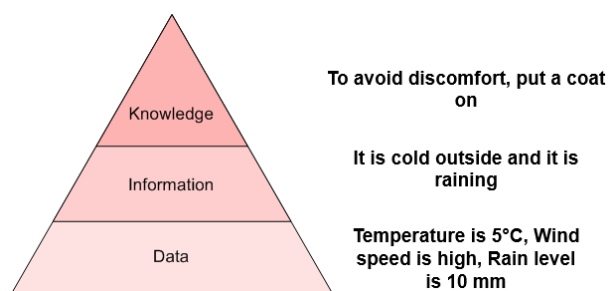 To avoid discomfort, put a coat
on
Knowledge
It is cold outside and it is
raining
Information
Temperature is 5°C, Wind
speed is high, Rain level
is 10 mm
Data